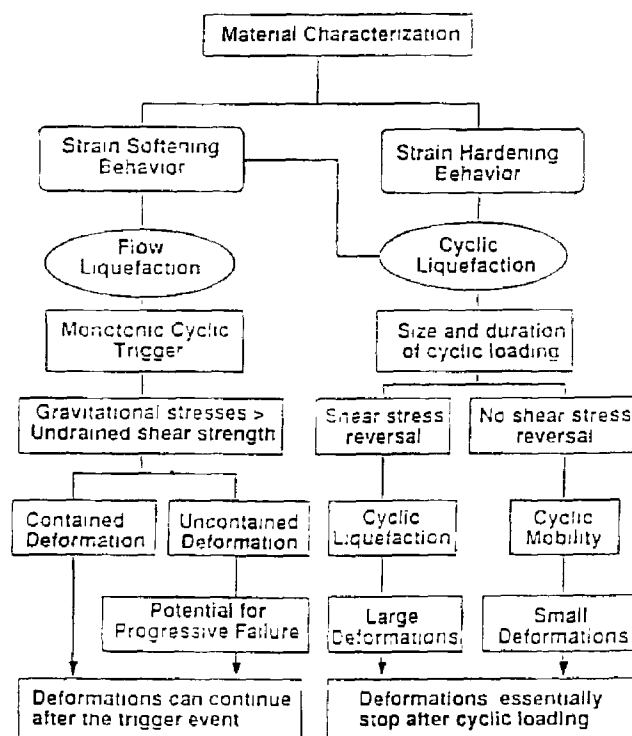 Material Characterization
Strain Softening
Behavior
Strain Hardening
Behavior
Flow
Liquefaction
Cyclic
Liquefaction
Monotonic Cyclic
Trigger
Size and duration
of cyclic loading
Gravitational stresses >
Undrained shear strength
Shear stress
reversal
No shear stress
reversal
Contained
Deformation
Uncontained
Deformation
Cyclic
Liquefaction
Cyclic
Mobility
Potential for
Progressive Failure
Large
Deformations
Small
Deformations
Deformations can continue
after the trigger event
Deformations essentially
stop after cyclic loading